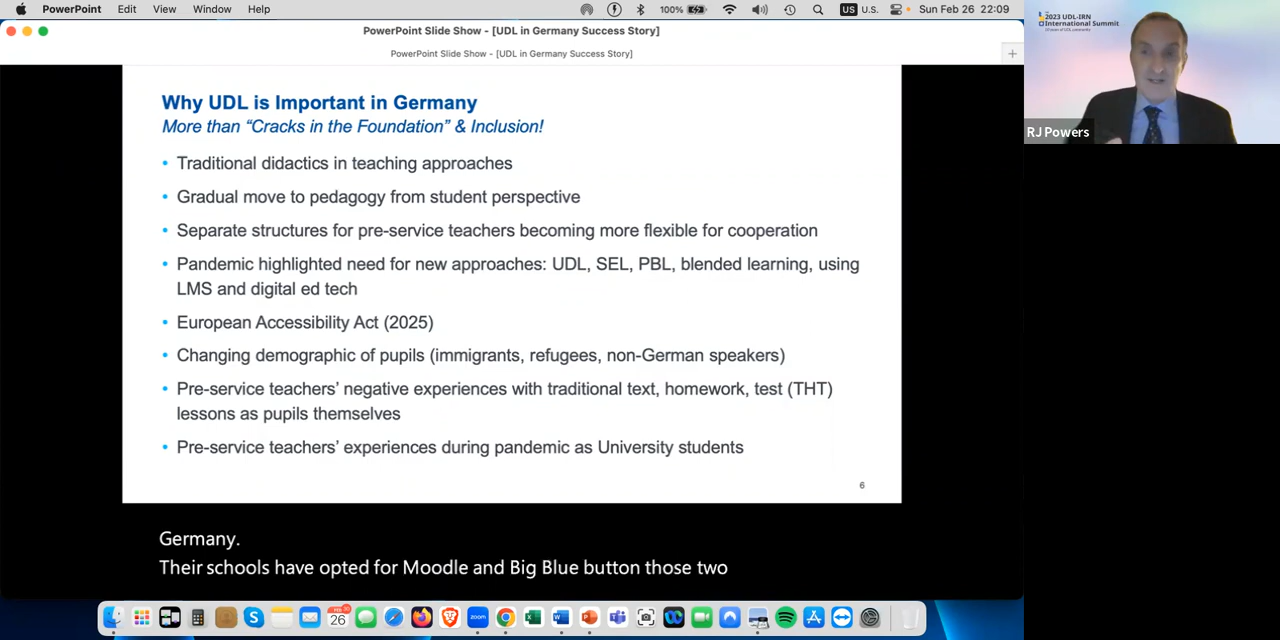 PowerPoint Edit View Window Help 100% US U.S. Sun Feb 26 22:09
PowerPoint Slide Show - [UDL in Germany Success Story]
PowerPoint Slide Show - [UDL in Germany Success Story]
Why UDL is Important in Germany
More than “Cracks in the Foundation” & Inclusion!
• Traditional didactics in teaching approaches
• Gradual move to pedagogy from student perspective
• Separate structures for pre-service teachers becoming more flexible for cooperation
• Pandemic highlighted need for new approaches: UDL, SEL, PBL, blended learning, using
LMS and digital ed tech
• European Accessibility Act (2025)
• Changing demographic of pupils (immigrants, refugees, non-German speakers)
• Pre-service teachers’ negative experiences with traditional text, homework, test (THT)
lessons as pupils themselves
• Pre-service teachers’ experiences during pandemic as University students
6
Germany.
Their schools have opted for Moodle and Big Blue button those two
26
zoom
2023 UDL-IRN
International Summit
RJ Powers